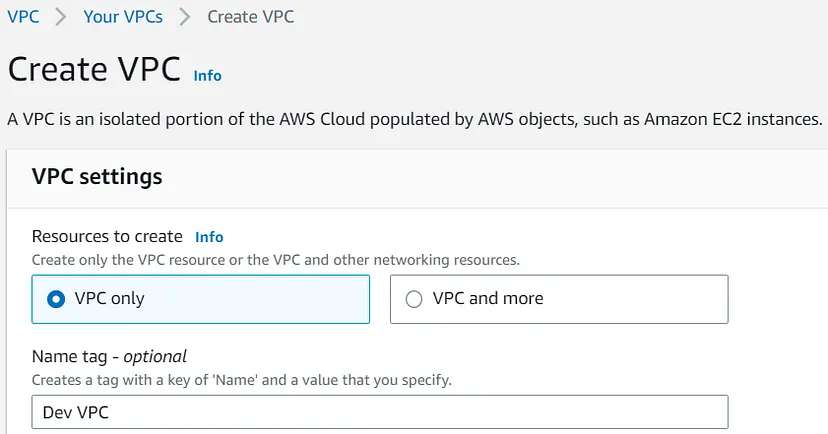 VPC > Your VPCs > Create VPC
Create VPC Info
A VPC is an isolated portion of the AWS Cloud populated by AWS objects, such as Amazon EC2 instances.
VPC settings
Resources to create Info
Create only the VPC resource or the VPC and other networking resources.
VPC only VPC and more
Name tag - optional
Creates a tag with a key of 'Name' and a value that you specify.
Dev VPC